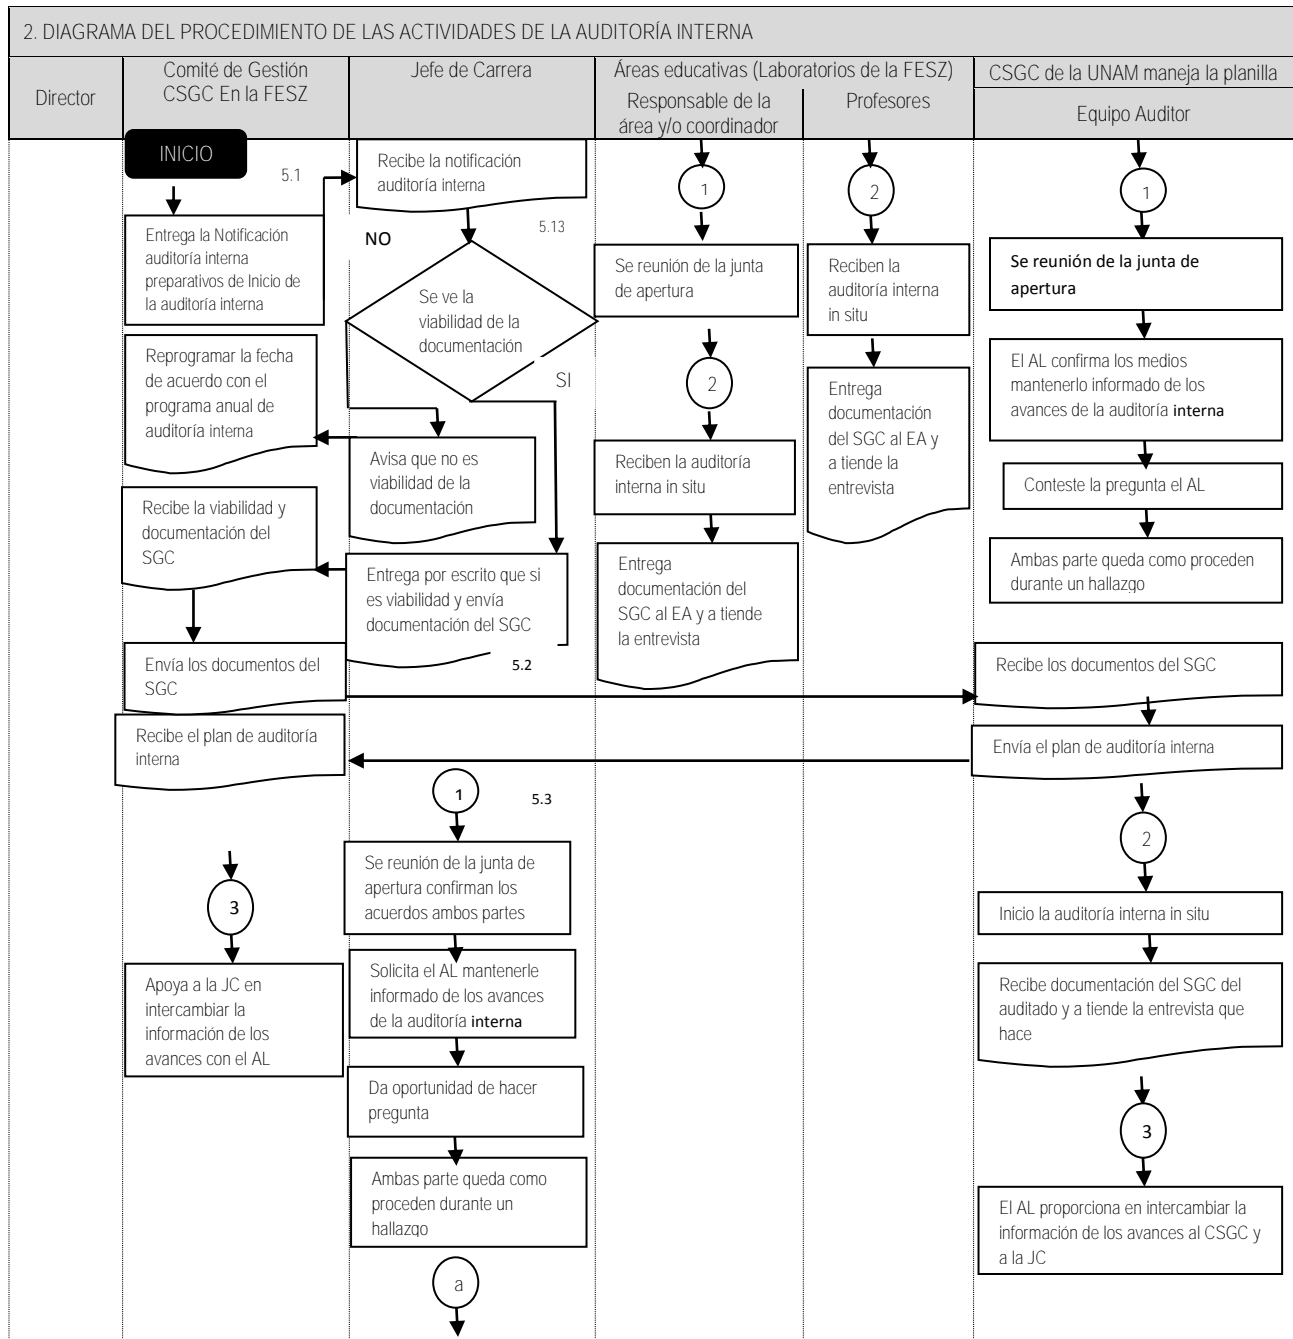 2. DIAGRAMA DEL PROCEDIMIENTO DE LAS ACTIVIDADES DE LA AUDITORÍA INTERNA
Director
Comité de Gestión
CSGC En la FESZ
Jefe de Carrera
Áreas educativas (Laboratorios de la FESZ)
Responsable de la
área y/o coordinador
Profesores
CSGC de la UNAM maneja la planilla
Equipo Auditor
INICIO
5.1
Entrega la Notificación
auditoría interna
preparativos de Inicio de
la auditoría interna
Reprogramar la fecha
de acuerdo con el
programa anual de
auditoría interna
Recibe la viabilidad y
documentación del
SGC
Envía los documentos del
SGC
Recibe el plan de auditoría
interna
3
Apoya a la JC en
intercambiar la
información de los
avances con el AL
Recibe la notificación
auditoría interna
NO
5.13
Se ve la
viabilidad de la
documentación
SI
Avisa que no es
viabilidad de la
documentación
Entrega por escrito que si
es viabilidad y envía
documentación del SGC
5.2
1
5.3
Se reunión de la junta de
apertura confirman los
acuerdos ambos partes
Solicita el AL mantenerle
informado de los avances
de la auditoría interna
Da oportunidad de hacer
pregunta
Ambas parte queda como
proceden durante un
hallazgo
a
1
Se reunión de la junta
de apertura
2
Reciben la auditoría
interna in situ
Entrega
documentación del
SGC al EA y a tiende
la entrevista
2
Reciben la
auditoría interna
in situ
Entrega
documentación
del SGC al EA y
a tiende la
entrevista
1
Se reunión de la junta de
apertura
El AL confirma los medios
mantenerlo informado de los
avances de la auditoría interna
Conteste la pregunta el AL
Ambas parte queda como proceden
durante un hallazgo
Recibe los documentos del SGC
Envía el plan de auditoría interna
2
Inicio la auditoría interna in situ
Recibe documentación del SGC del
auditado y a tiende la entrevista que
hace
3
El AL proporciona en intercambiar la
información de los avances al CSGC y
a la JC